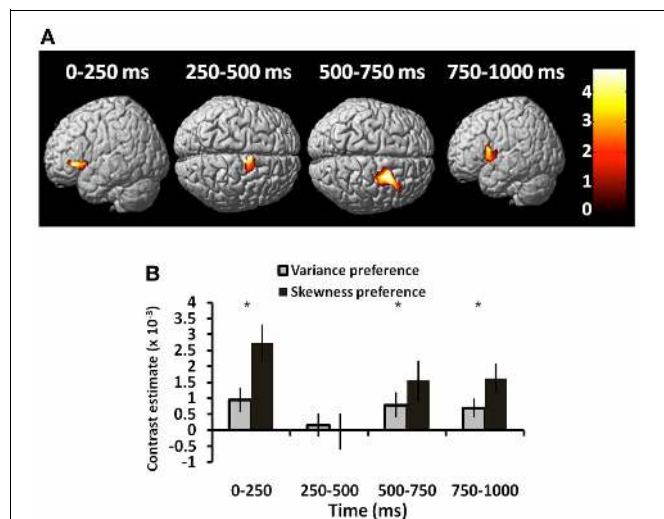 A
0-250 ms 250-500 ms 500-750 ms 750-1000 ms
4
3
2
1
0
B
Variance preference
Skewness preference
* * *
Contrast estimate (x 10⁻³)
4
3.5
3
2.5
2
1.5
1
0.5
0
-0.5
-1
0-250 250-500 500-750 750-1000
Time (ms)